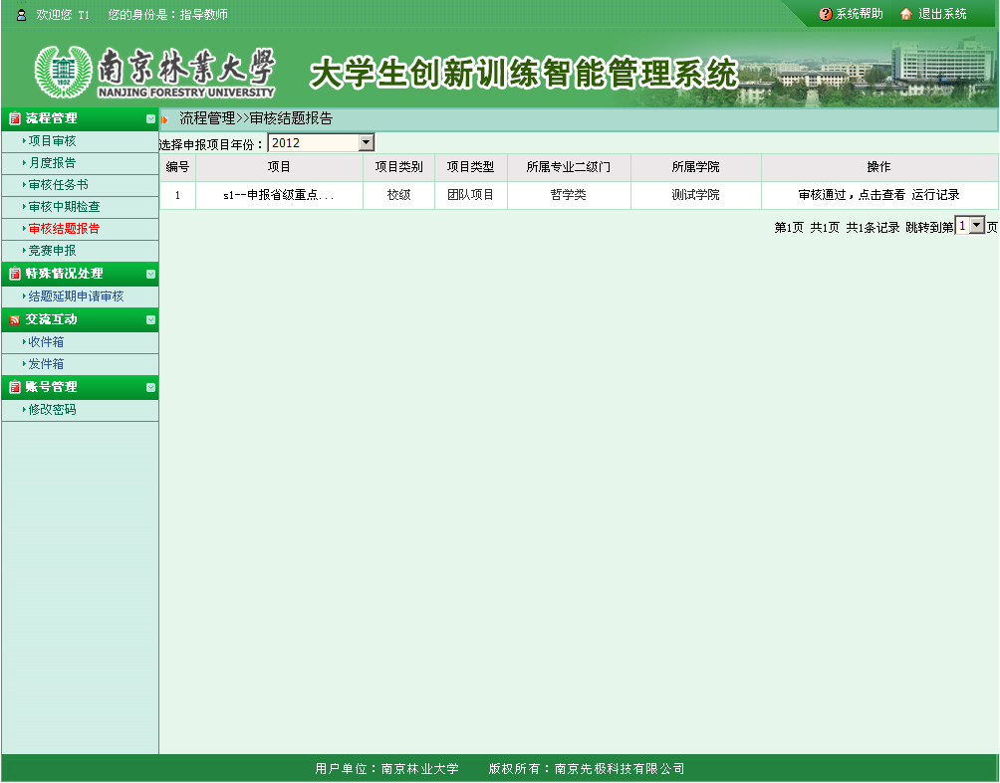 欢迎您 T1 您的身份是：指导教师 系统帮助 退出系统
南京林業大學 大学生创新训练智能管理系统
NANJING FORESTRY UNIVERSITY
流程管理
项目审核
月度报告
审核任务书
审核中期检查
审核结题报告
竞赛申报
特殊情况处理
结题延期申请审核
交流互动
收件箱
发件箱
账号管理
修改密码
流程管理>>审核结题报告
选择申报项目年份： 2012
编号 项目 项目类别 项目类型 所属专业二级门 所属学院 操作
1 s1--申报省级重点... 校级 团队项目 哲学类 测试学院 审核通过，点击查看 运行记录
第1页 共1页 共1条记录 跳转到第 1 页
用户单位：南京林业大学 版权所有：南京先极科技有限公司